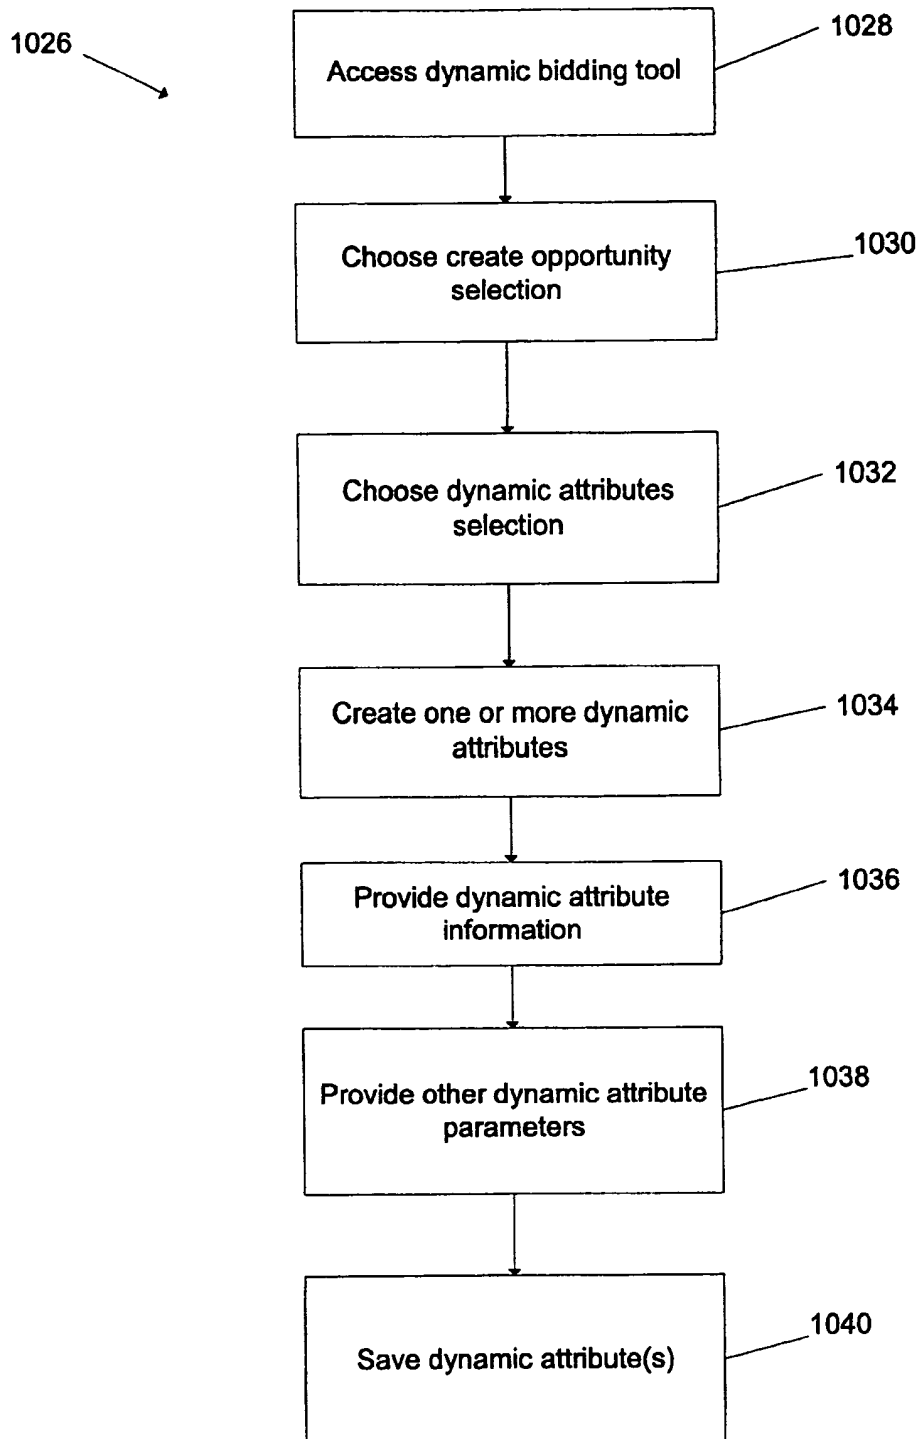 1026
1028
Access dynamic bidding tool
1030
Choose create opportunity
selection
1032
Choose dynamic attributes
selection
1034
Create one or more dynamic
attributes
1036
Provide dynamic attribute
information
1038
Provide other dynamic attribute
parameters
1040
Save dynamic attribute(s)